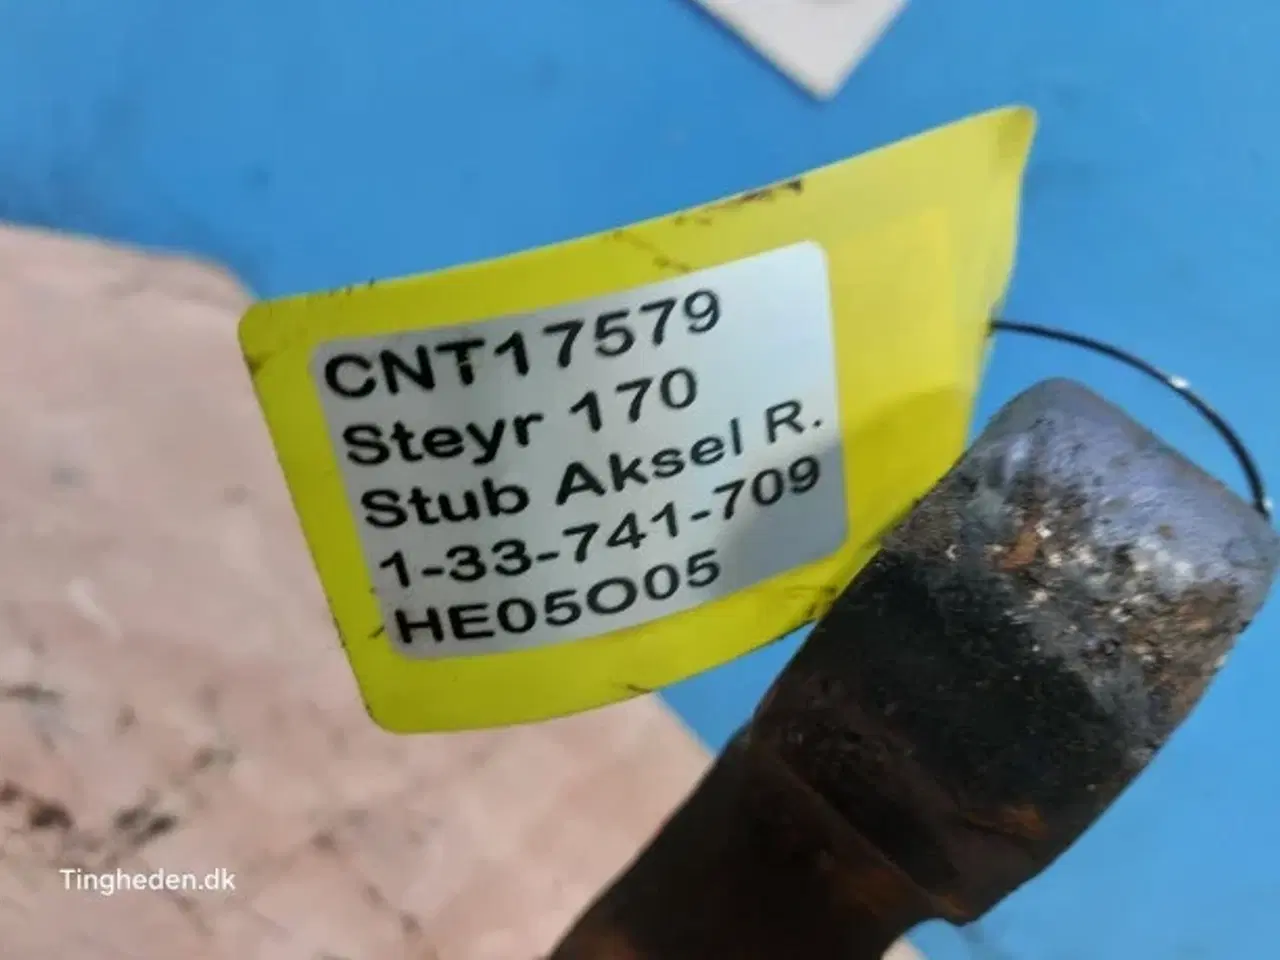 CNT17579
Steyr 170
Stub Aksel R.
1-33-741-709
HE05O05
Tingheden.dk